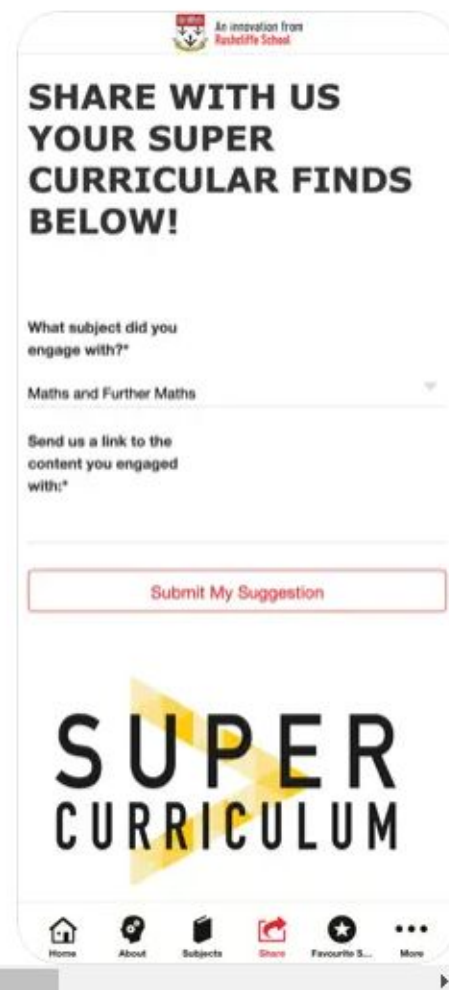 An innovation from
Rushcliffe School
SHARE WITH US
YOUR SUPER
CURRICULAR FINDS
BELOW!
What subject did you
engage with?*
Maths and Further Maths
Send us a link to the
content you engaged
with:*
Submit My Suggestion
SUPER
CURRICULUM
Home About Subjects Share Favourite S... More